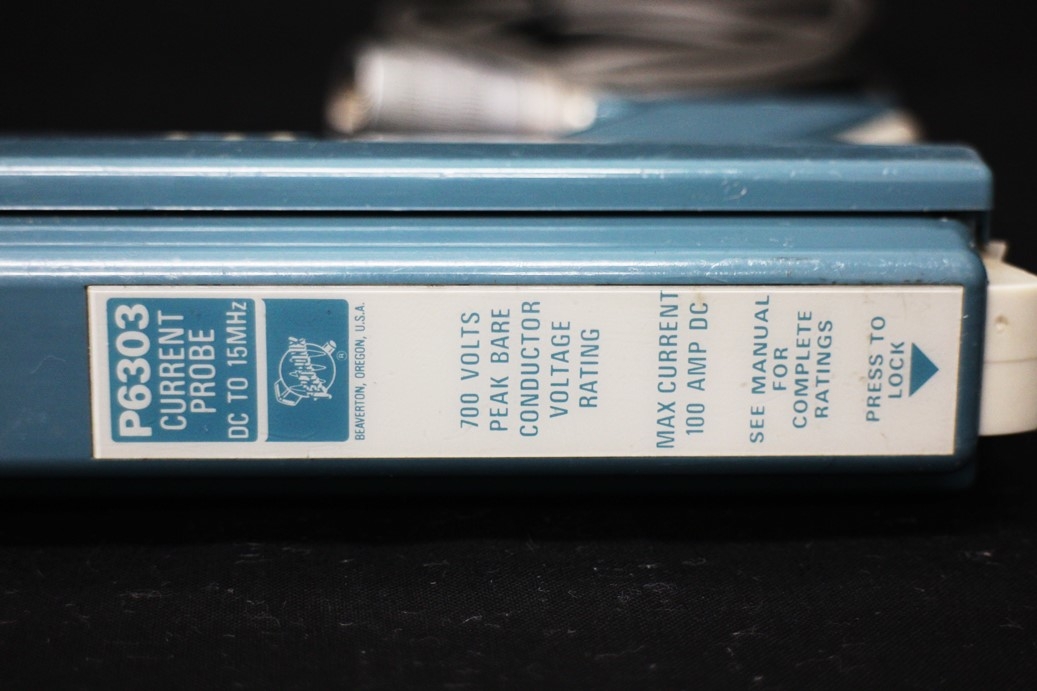 P6303
CURRENT
PROBE
DC TO 15MHz
TEKTRONIX
®
BEAVERTON, OREGON, U.S.A.
700 VOLTS
PEAK BARE
CONDUCTOR
VOLTAGE
RATING
MAX CURRENT
100 AMP DC
SEE MANUAL
FOR
COMPLETE
RATINGS
PRESS TO
LOCK